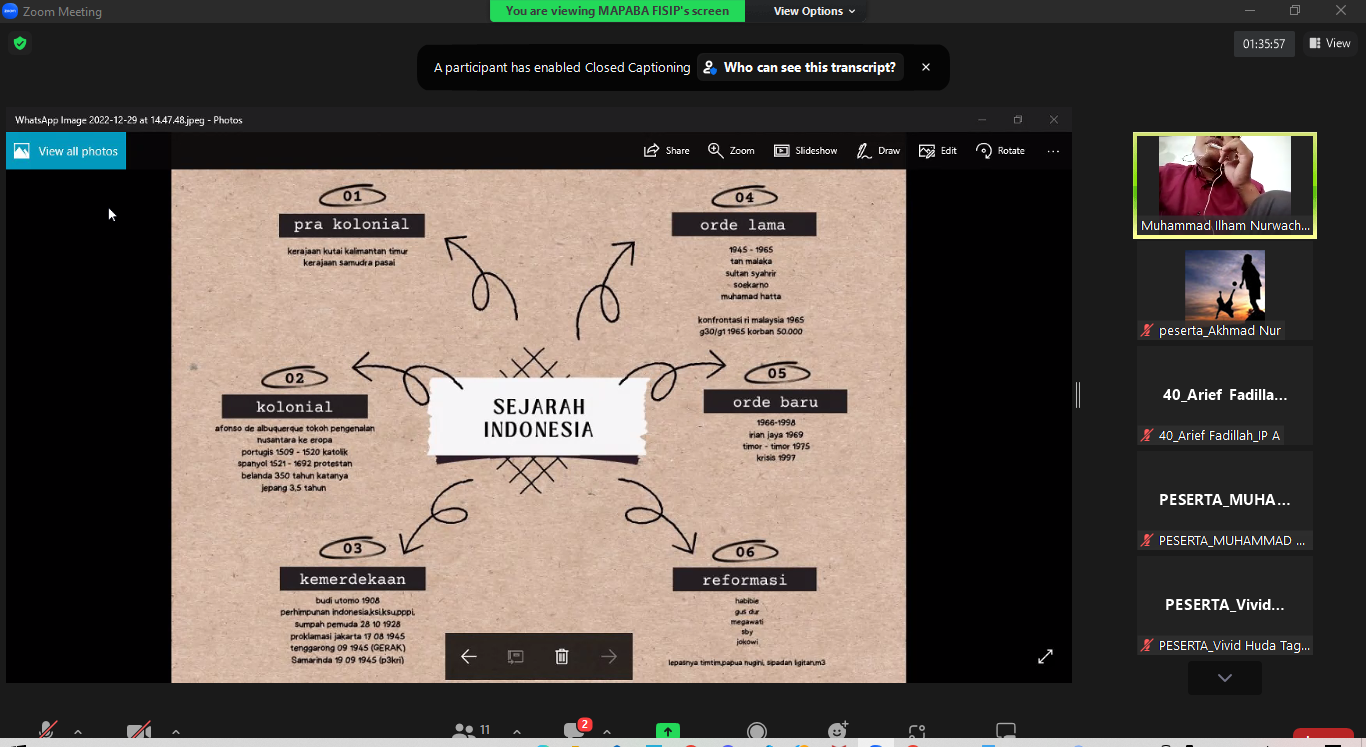 Zoom Meeting
You are viewing MAPABA FISIP's screen
View Options
01:35:57
View
A participant has enabled Closed Captioning
Who can see this transcript?
WhatsApp Image 2022-12-29 at 14.47.48.jpeg - Photos
View all photos
Share
Zoom
Slideshow
Draw
Edit
Rotate
01
pra kolonial
kerajaan kutai kalimantan timur
kerajaan samudra pasai
04
orde lama
1945 - 1965
tan malaka
sultan syahrir
soekarno
muhamad hatta
konfrontasi ri malaysia 1965
g30/g1 1965 korban 50.000
02
kolonial
afonso de albuquerque tokoh pengenalan
nusantara ke eropa
portugis 1509 - 1520 katolik
spanyol 1521 - 1692 protestan
belanda 350 tahun katanya
jepang 3,5 tahun
SEJARAH
INDONESIA
05
orde baru
1966-1998
irian jaya 1969
timor - timor 1975
krisis 1997
03
kemerdekaan
budi utomo 1908
perhimpunan indonesia,ksi,ksu,pppi,
sumpah pemuda 28 10 1928
proklamasi jakarta 17 08 1945
tenggarong 09 1945 (GERAK)
Samarinda 19 09 1945 (p3kri)
06
reformasi
habibie
gus dur
megawati
sby
jokowi
lepasnya timtim,papua nugini, sipadan ligitan,m3
Muhammad Ilham Nurwach...
peserta_Akhmad Nur
40_Arief Fadilla...
40_Arief Fadillah_IP A
PESERTA_MUHA...
PESERTA_MUHAMMAD ...
PESERTA_Vivid...
PESERTA_Vivid Huda Tag...
11
2